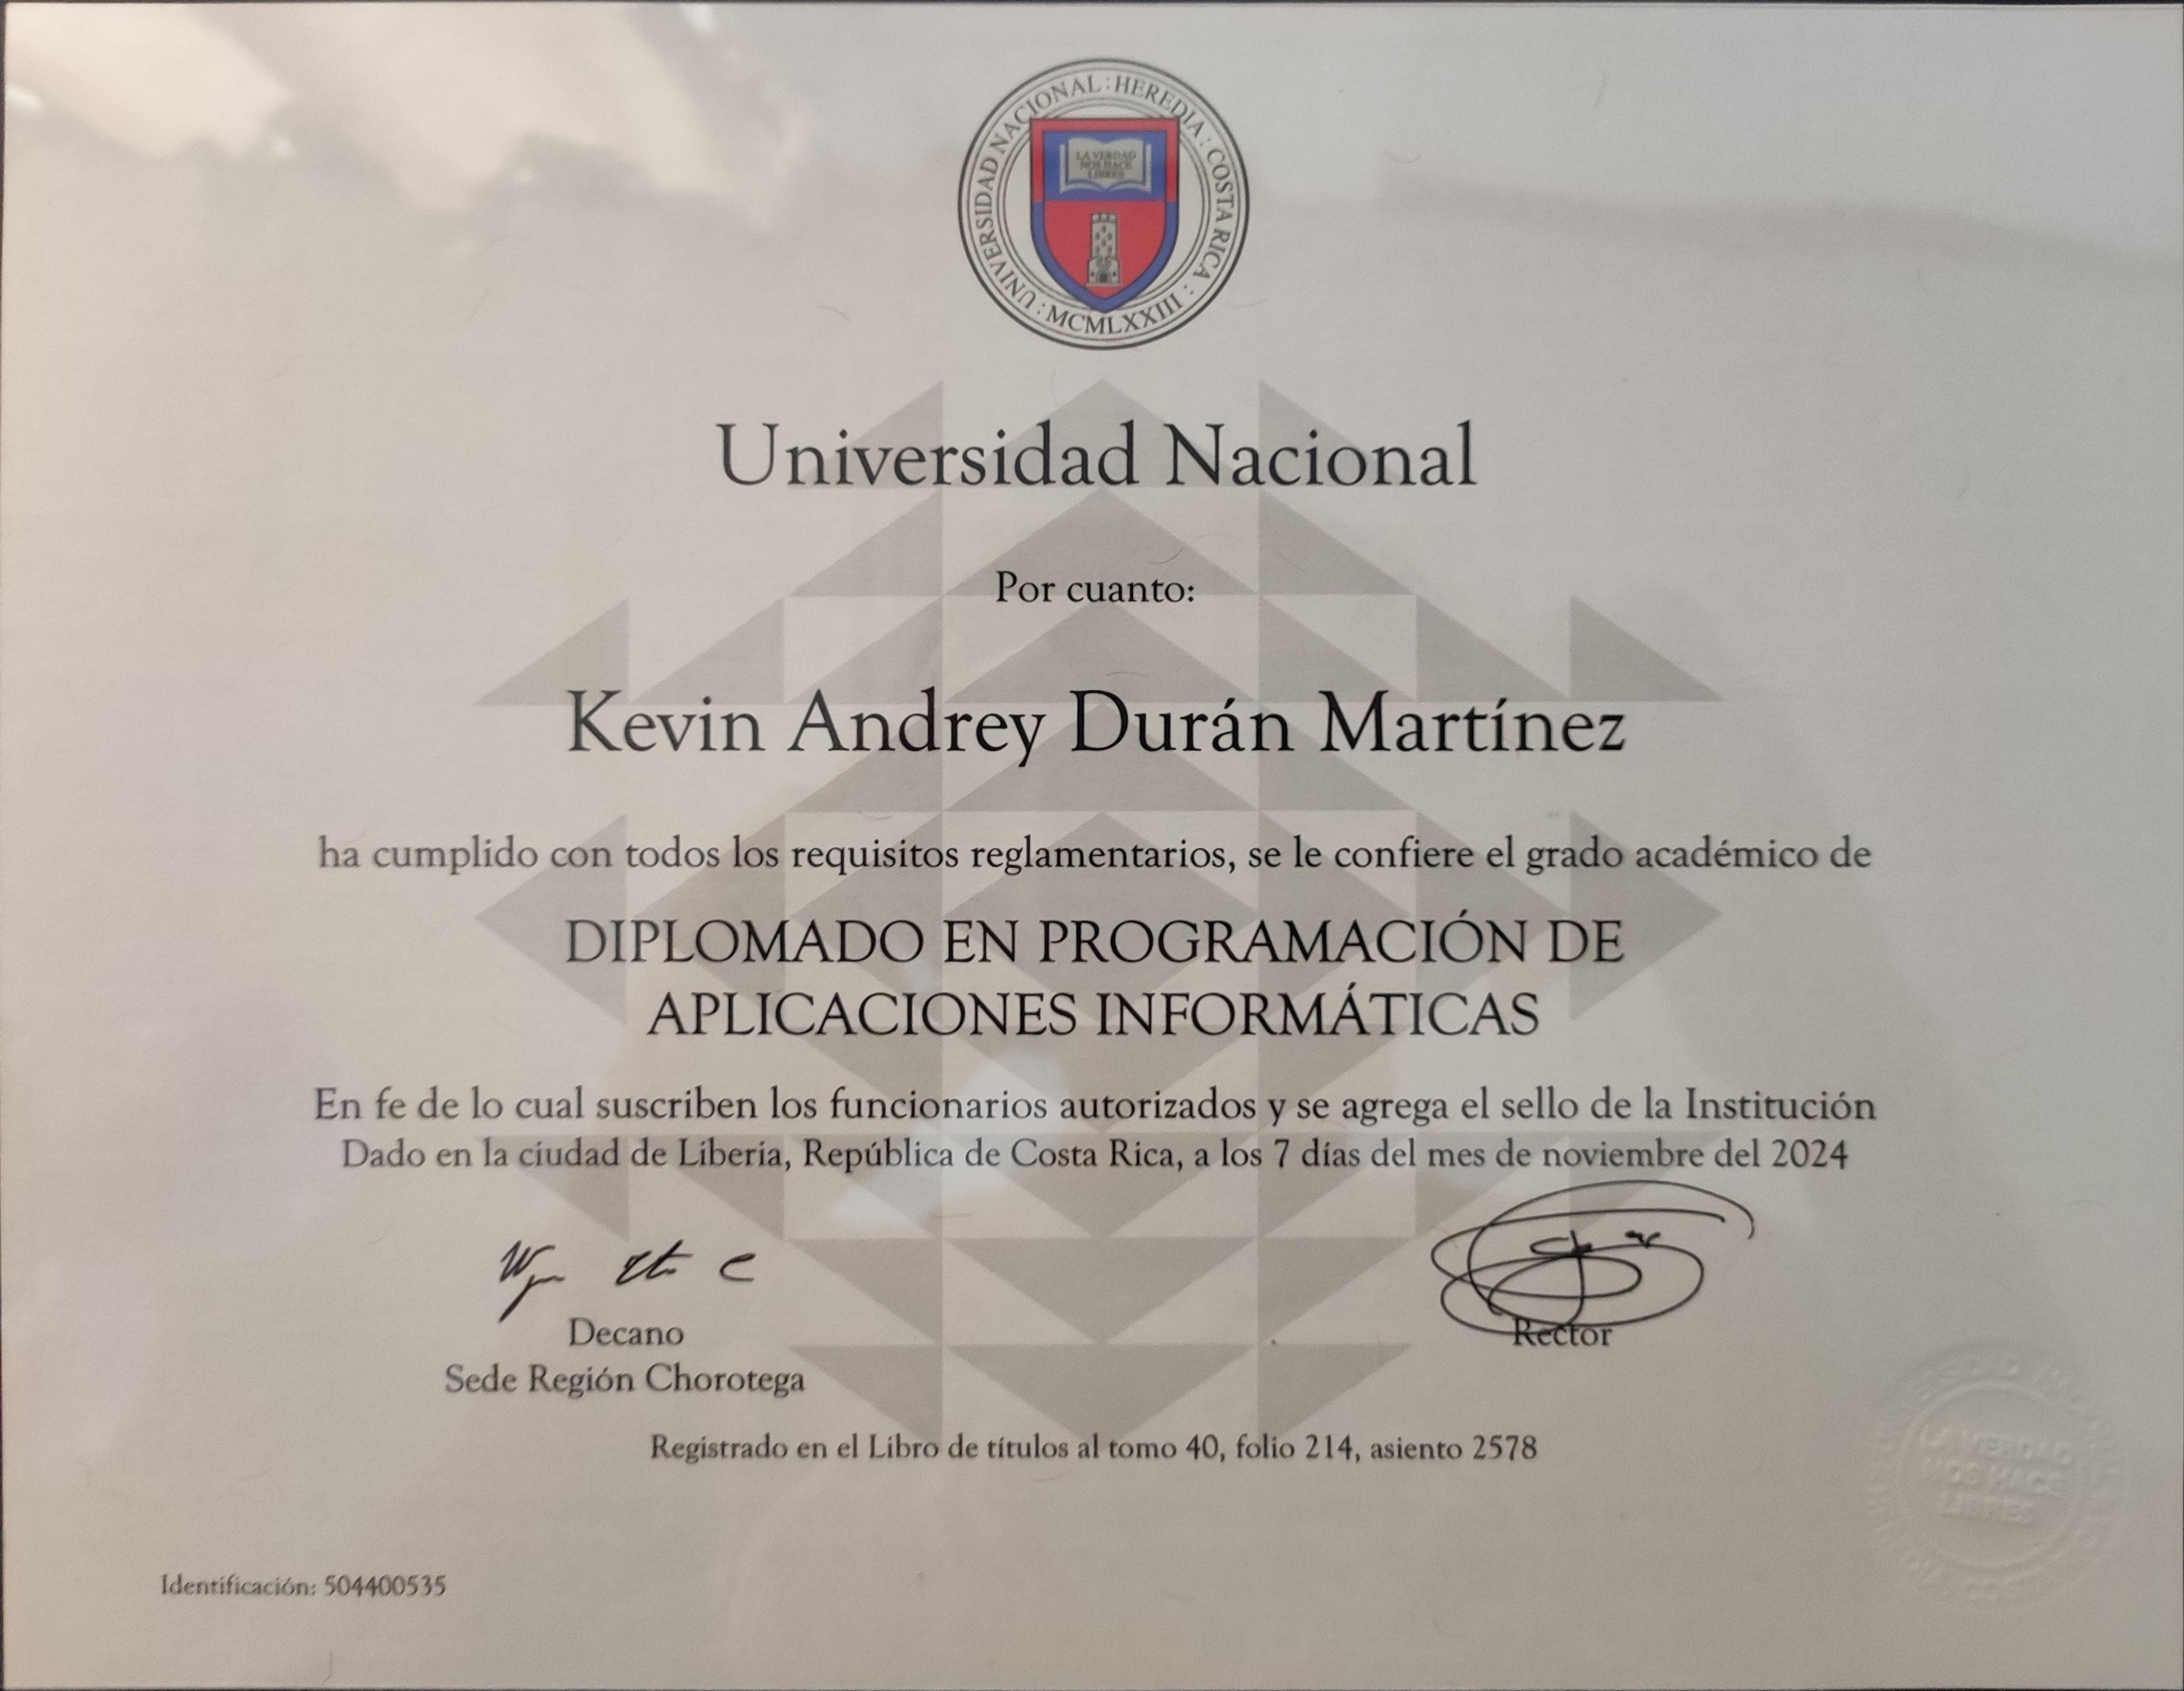 UNIVERSIDAD NACIONAL : HEREDIA : COSTA RICA : MCMLXXIII :
LA VERDAD
NOS HACE
LIBRES
Universidad Nacional
Por cuanto:
Kevin Andrey Durán Martínez
ha cumplido con todos los requisitos reglamentarios, se le confiere el grado académico de
DIPLOMADO EN PROGRAMACIÓN DE
APLICACIONES INFORMÁTICAS
En fe de lo cual suscriben los funcionarios autorizados y se agrega el sello de la Institución
Dado en la ciudad de Liberia, República de Costa Rica, a los 7 días del mes de noviembre del 2024
Decano
Rector
Sede Región Chorotega
Registrado en el Libro de títulos al tomo 40, folio 214, asiento 2578
LA VERDAD
NOS HACE
LIBRES
Identificación: 504400535